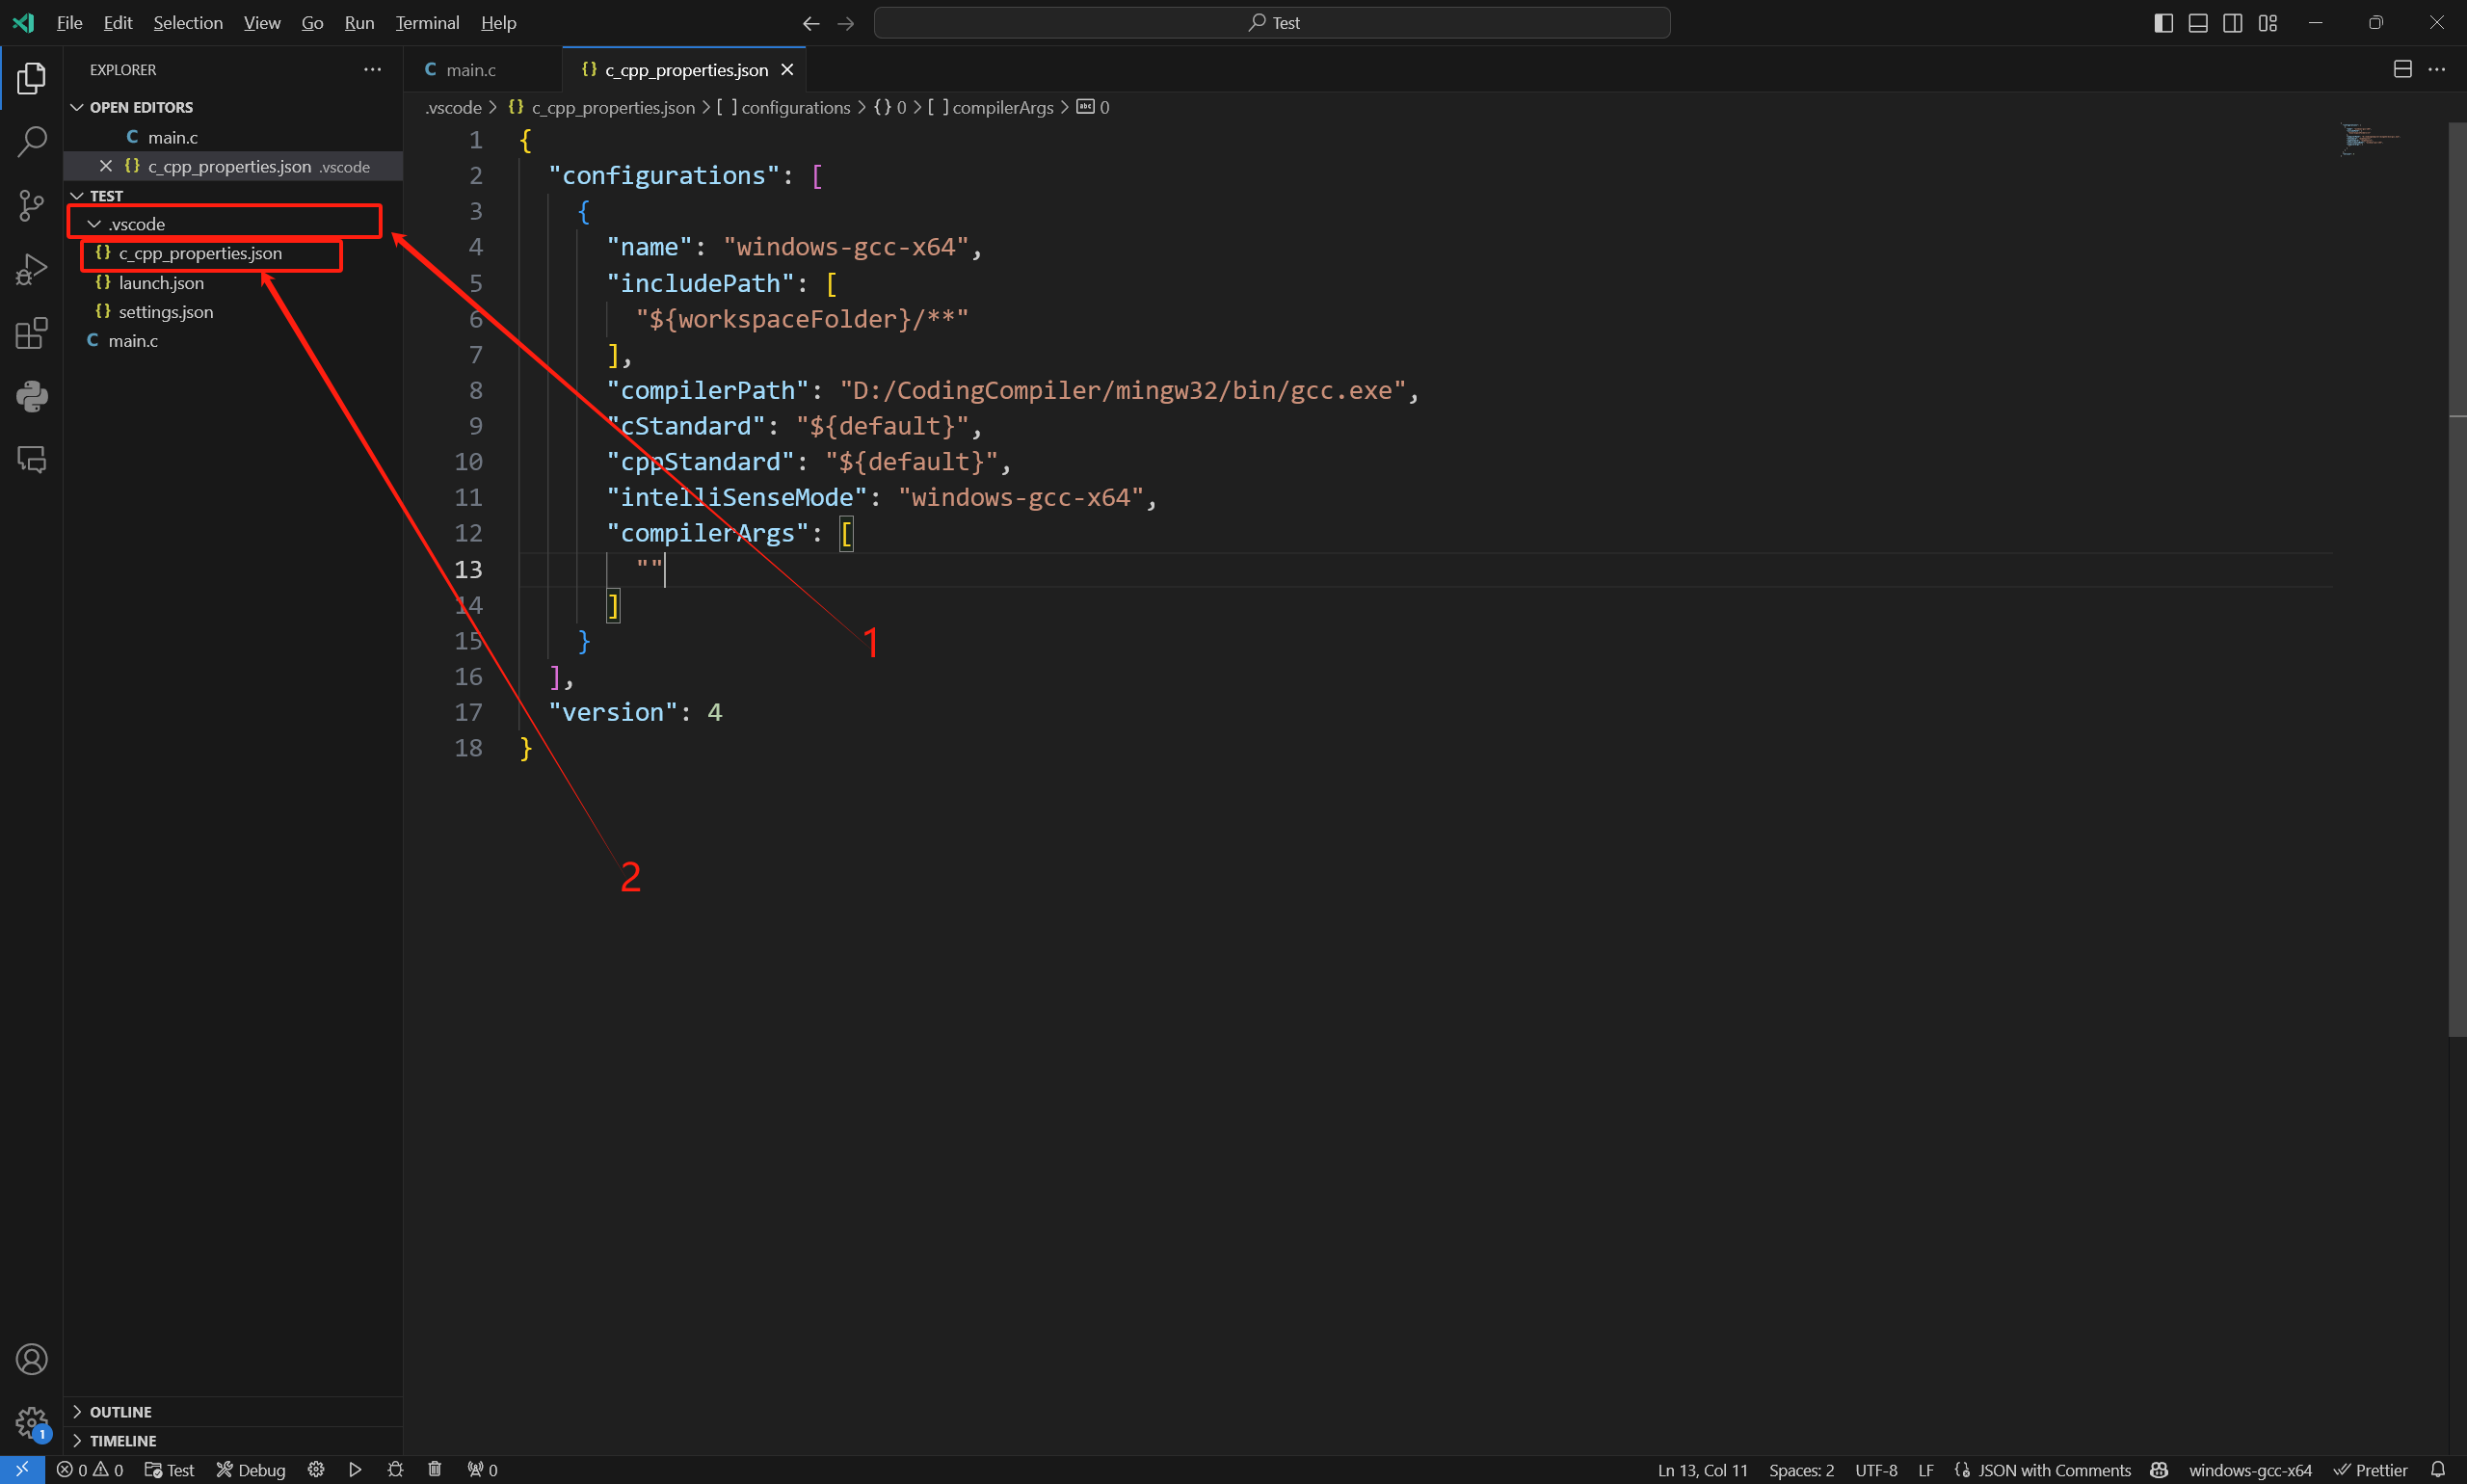 File Edit Selection View Go Run Terminal Help
Test
EXPLORER
OPEN EDITORS
C main.c
{} c_cpp_properties.json .vscode
TEST
.vscode
{} c_cpp_properties.json
{} launch.json
{} settings.json
C main.c
OUTLINE
TIMELINE
C main.c
{} c_cpp_properties.json
.vscode > {} c_cpp_properties.json > [ ] configurations > {} 0 > [ ] compilerArgs > abc 0
1 {
2 "configurations": [
3 {
4 "name": "windows-gcc-x64",
5 "includePath": [
6 "${workspaceFolder}/**"
7 ],
8 "compilerPath": "D:/CodingCompiler/mingw32/bin/gcc.exe",
9 "cStandard": "${default}",
10 "cppStandard": "${default}",
11 "intelliSenseMode": "windows-gcc-x64",
12 "compilerArgs": [
13 ""
14 ]
15 }
16 ],
17 "version": 4
18 }
1
2
1
0 0 Test Debug 0
Ln 13, Col 11 Spaces: 2 UTF-8 LF JSON with Comments windows-gcc-x64 Prettier